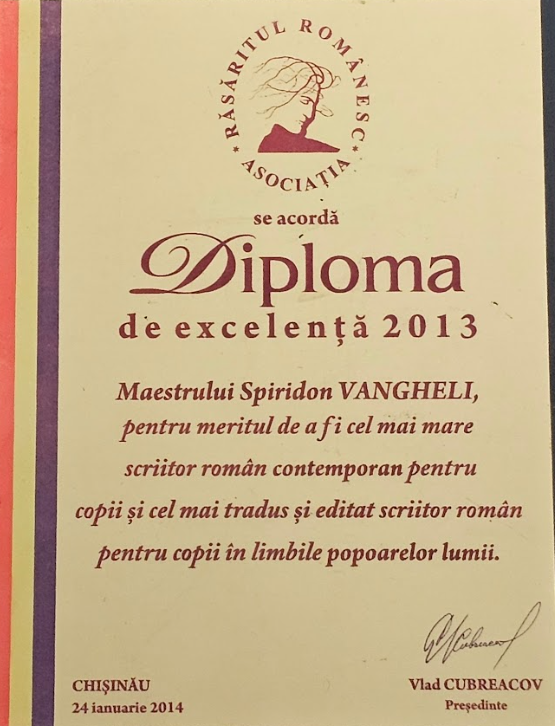 RĂSĂRITUL ROMÂNESC
* ASOCIAȚIA *
se acordă
Diploma
de excelență 2013
Maestrului Spiridon VANGHELI,
pentru meritul de a fi cel mai mare
scriitor român contemporan pentru
copii și cel mai tradus și editat scriitor român
pentru copii în limbile popoarelor lumii.
CHIȘINĂU
24 ianuarie 2014
Vlad CUBREACOV
Președinte